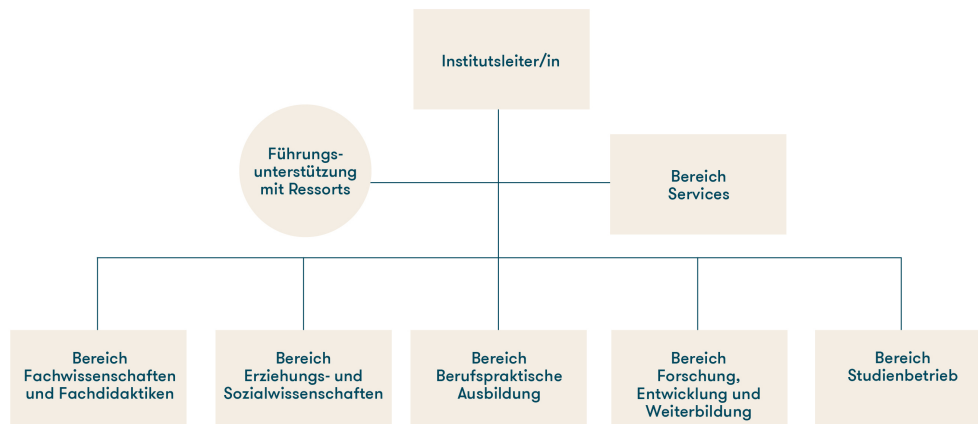 Institutsleiter/in
Führungs-
unterstützung
mit Ressorts
Bereich
Services
Bereich
Fachwissenschaften
und Fachdidaktiken
Bereich
Erziehungs- und
Sozialwissenschaften
Bereich
Berufspraktische
Ausbildung
Bereich
Forschung,
Entwicklung und
Weiterbildung
Bereich
Studienbetrieb